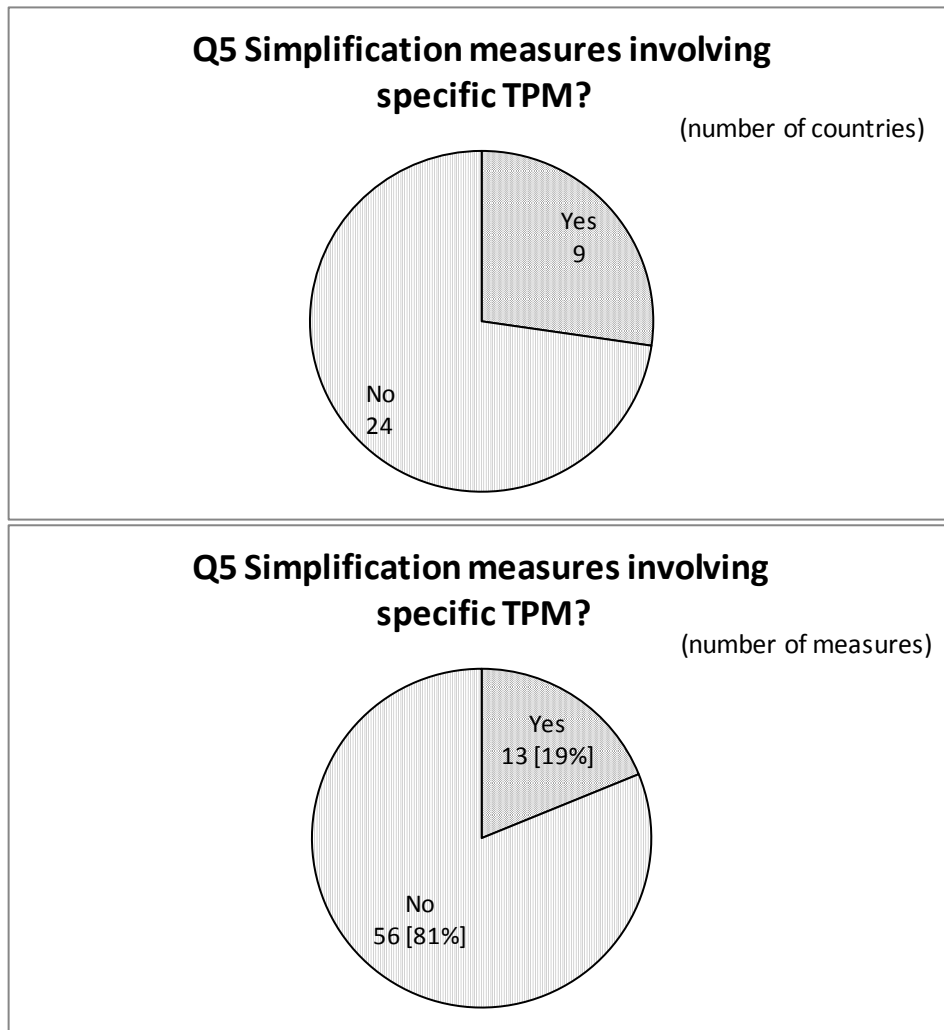 Q5 Simplification measures involving
specific TPM?
(number of countries)
Yes
9
No
24
Q5 Simplification measures involving
specific TPM?
(number of measures)
Yes
13 [19%]
No
56 [81%]